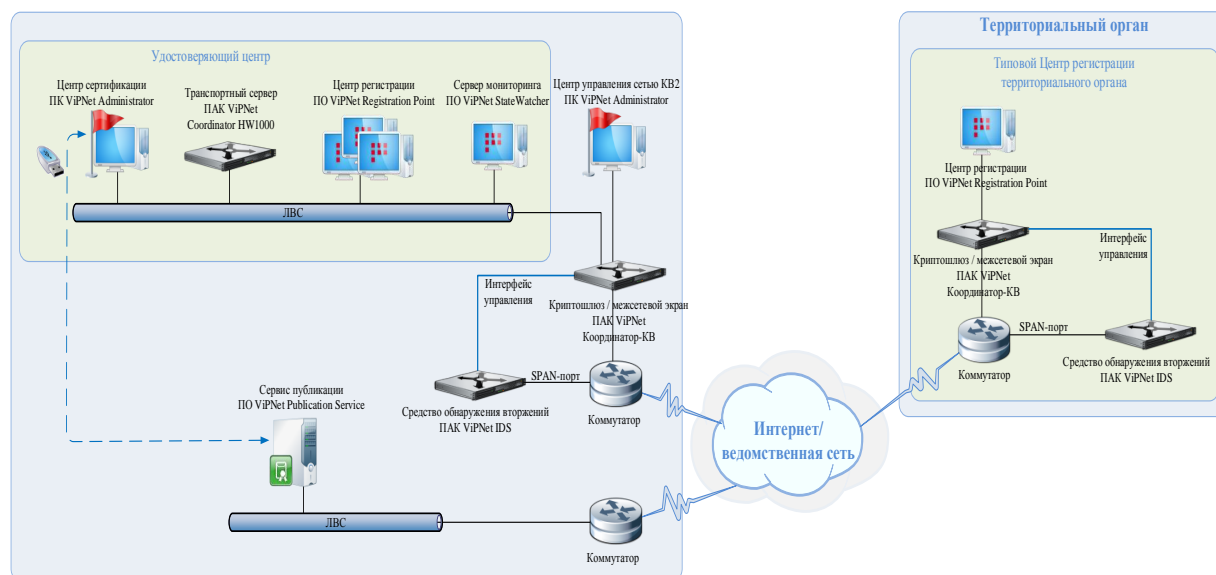 Удостоверяющий центр
Центр сертификации
ПК ViPNet Administrator
Транспортный сервер
ПАК ViPNet
Coordinator HW1000
Центр регистрации
ПО ViPNet Registration Point
Сервер мониторинга
ПО ViPNet StateWatcher
Центр управления сетью КВ2
ПК ViPNet Administrator
ЛВС
Интерфейс
управления
Криптошлюз / межсетевой экран
ПАК ViPNet
Координатор-КВ
SPAN-порт
Средство обнаружения вторжений
ПАК ViPNet IDS
Коммутатор
Сервис публикации
ПО ViPNet Publication Service
ЛВС
Коммутатор
Интернет/
ведомственная сеть
Территориальный орган
Типовой Центр регистрации
территориального органа
Центр регистрации
ПО ViPNet Registration Point
Криптошлюз / межсетевой экран
ПАК ViPNet
Координатор-КВ
Интерфейс
управления
SPAN-порт
Коммутатор
Средство обнаружения вторжений
ПАК ViPNet IDS